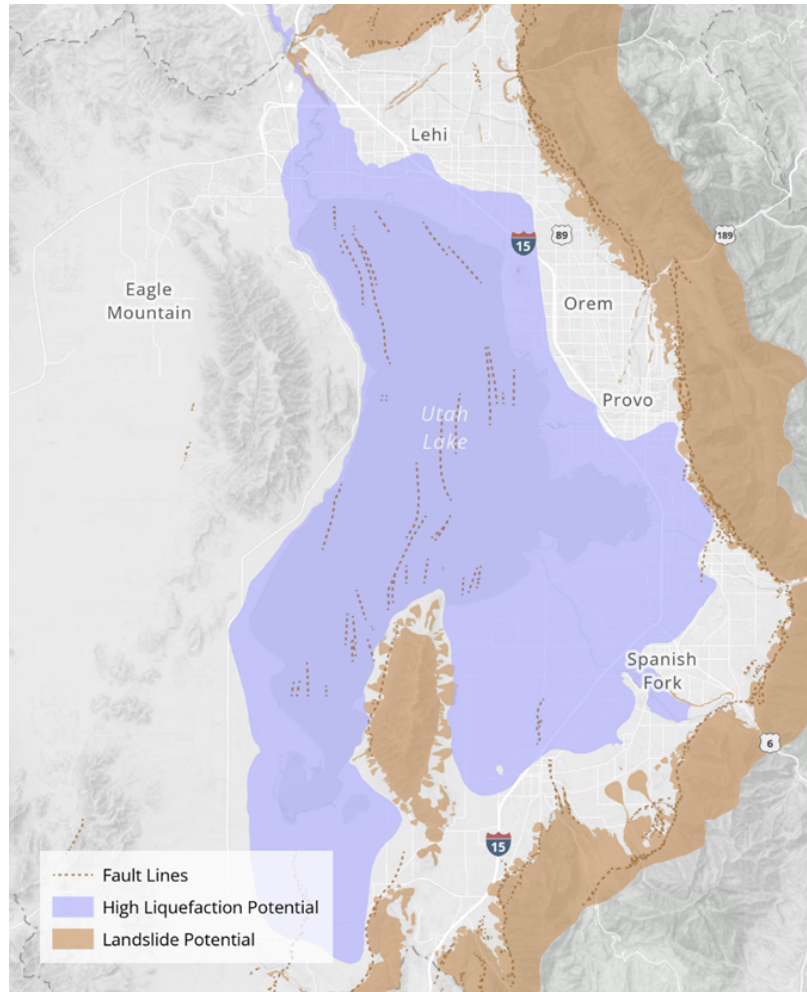 Lehi
15
89
189
Eagle
Mountain
Orem
Provo
Utah
Lake
Spanish
Fork
6
15
Fault Lines
High Liquefaction Potential
Landslide Potential